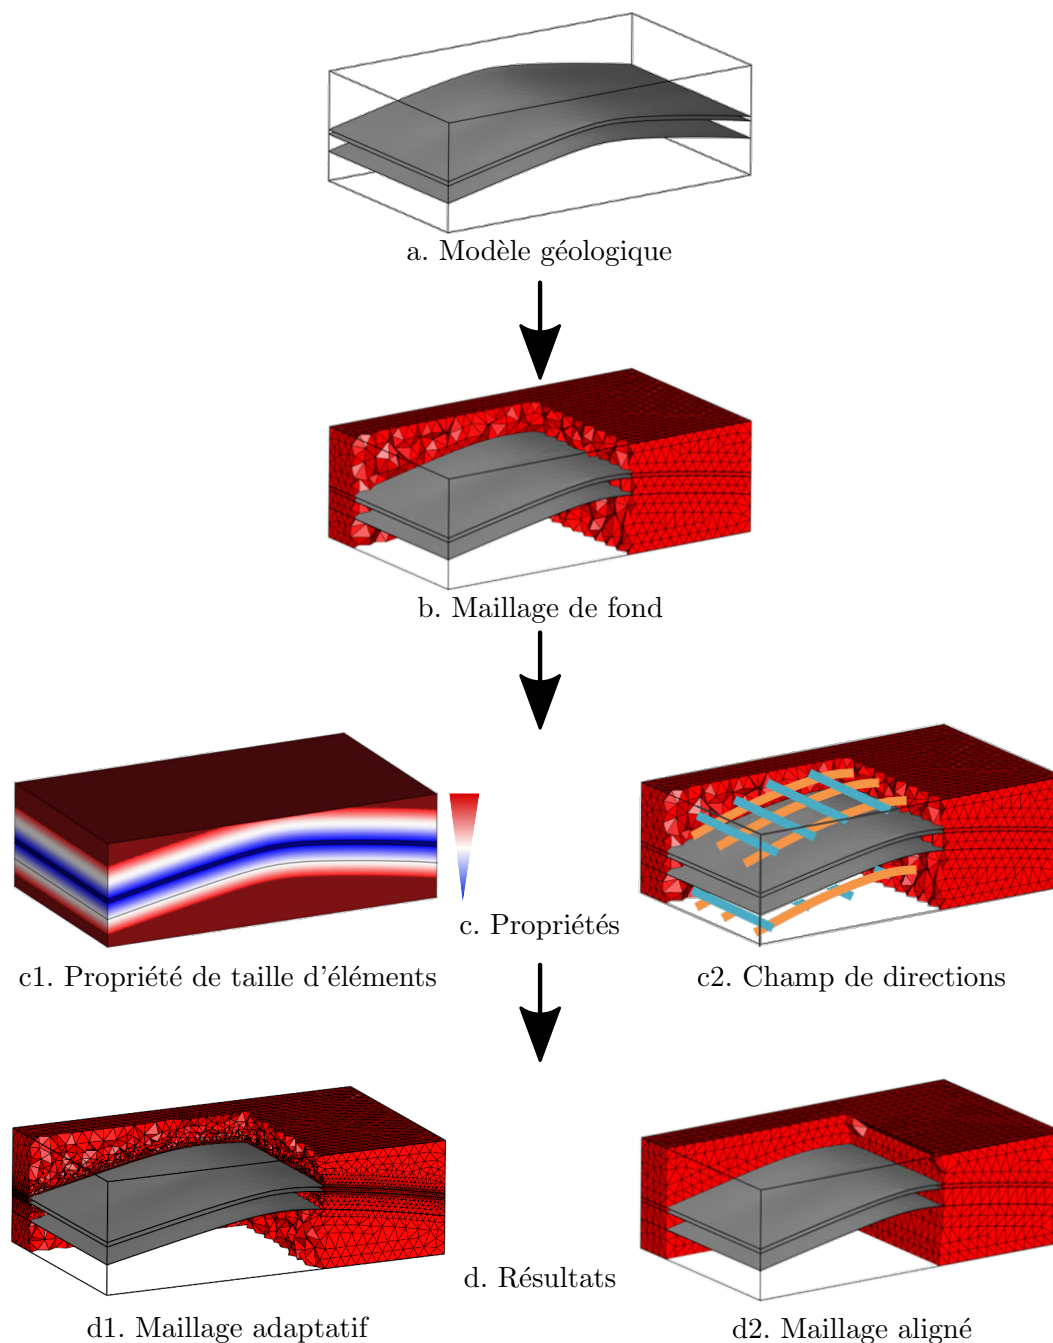 a. Modèle géologique
b. Maillage de fond
c. Propriétés
c1. Propriété de taille d'éléments
c2. Champ de directions
d. Résultats
d1. Maillage adaptatif
d2. Maillage aligné